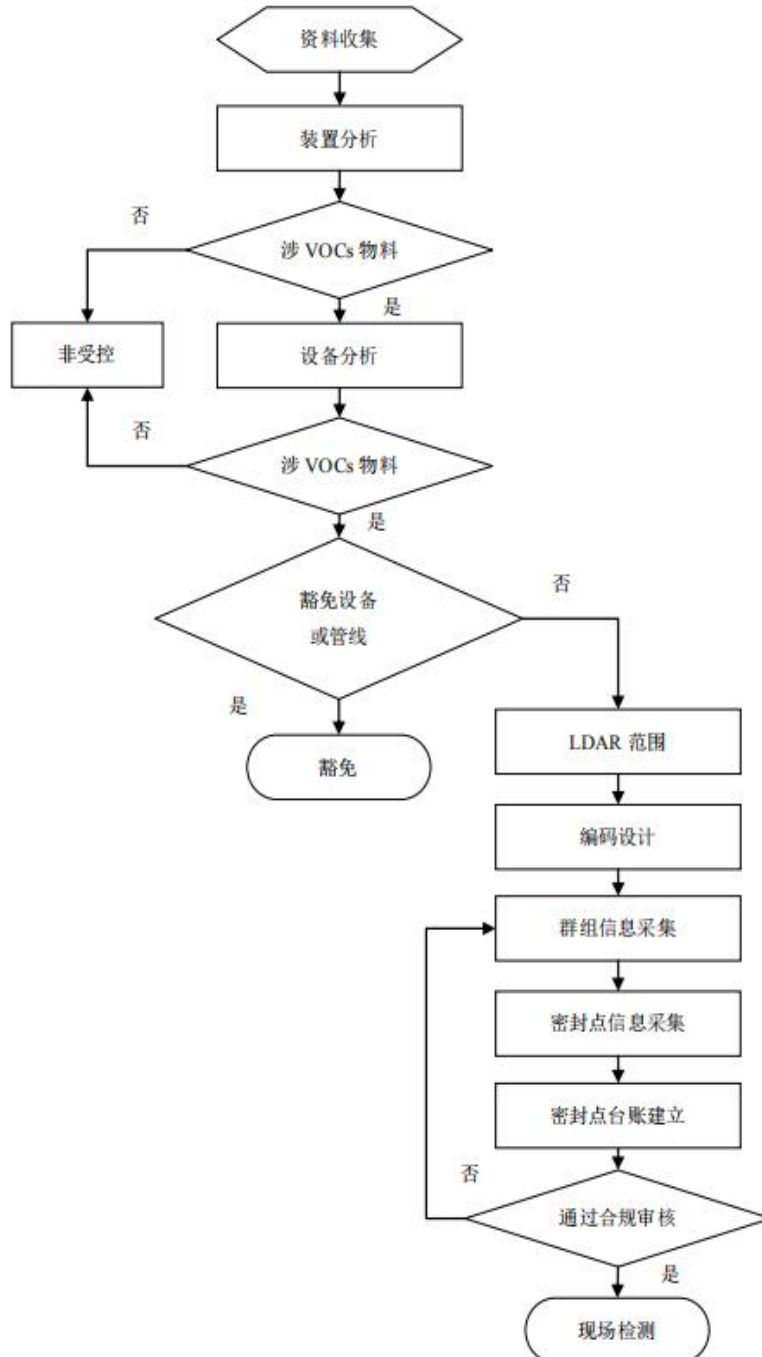 资料收集
装置分析
否
涉 VOCs 物料
是
非受控
设备分析
否
涉 VOCs 物料
是
豁免设备
或管线
否
是
豁免
LDAR 范围
编码设计
群组信息采集
密封点信息采集
密封点台账建立
否
通过合规审核
是
现场检测